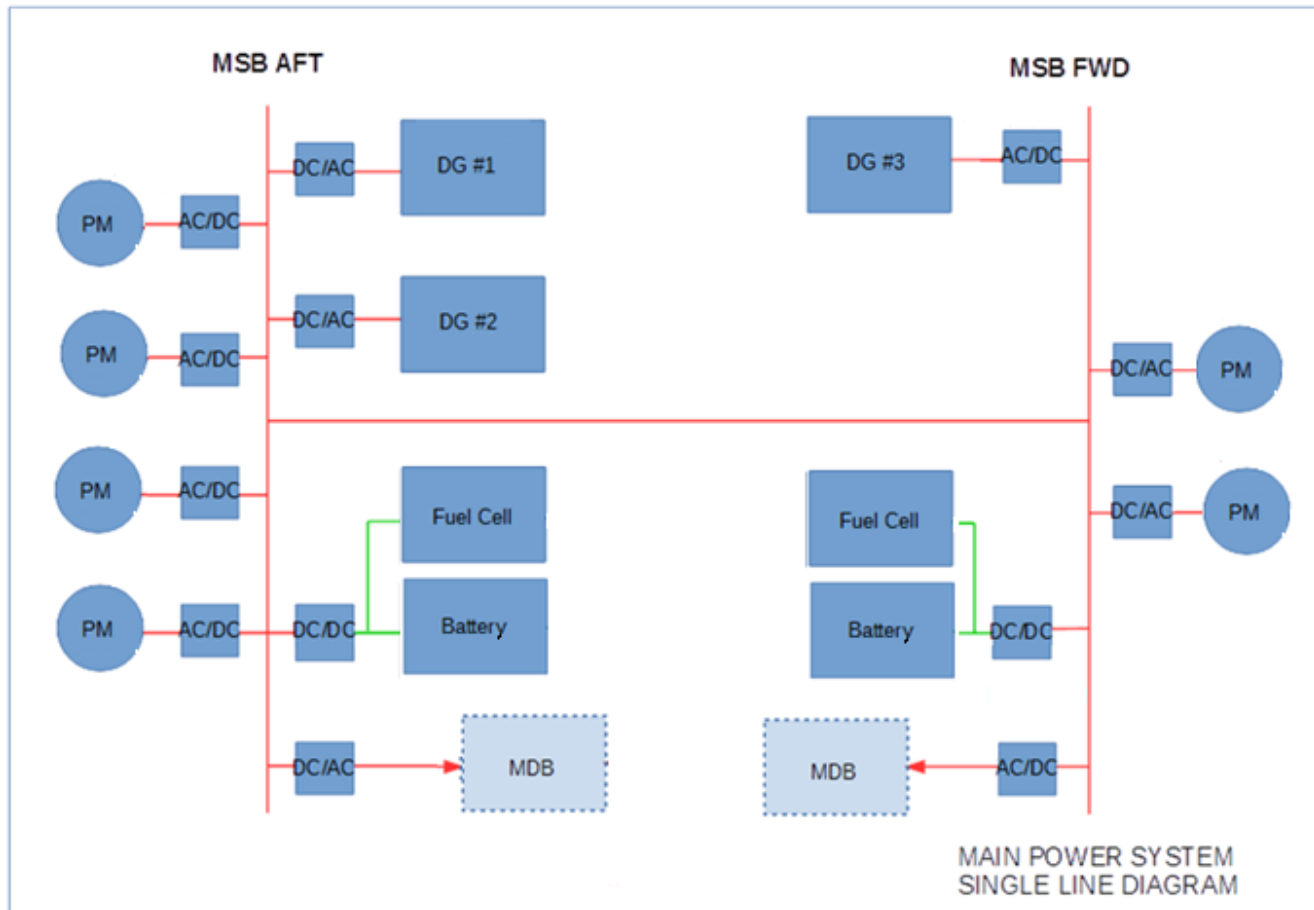 MSB AFT
MSB FWD
DC/AC
DG #1
DG #3
AC/DC
PM
AC/DC
DC/AC
DG #2
PM
AC/DC
DC/AC
PM
PM
AC/DC
Fuel Cell
Fuel Cell
DC/AC
PM
PM
AC/DC
DC/DC
Battery
Battery
DC/DC
DC/AC
MDB
MDB
AC/DC
MAIN POWER SYSTEM
SINGLE LINE DIAGRAM